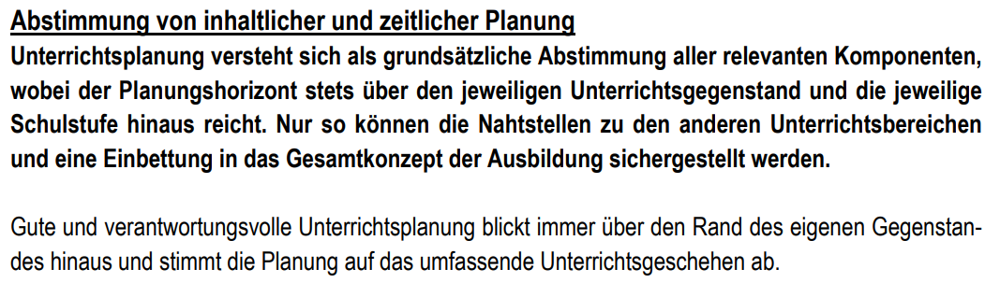 Abstimmung von inhaltlicher und zeitlicher Planung
Unterrichtsplanung versteht sich als grundsätzliche Abstimmung aller relevanten Komponenten,
wobei der Planungshorizont stets über den jeweiligen Unterrichtsgegenstand und die jeweilige
Schulstufe hinaus reicht. Nur so können die Nahtstellen zu den anderen Unterrichtsbereichen
und eine Einbettung in das Gesamtkonzept der Ausbildung sichergestellt werden.
Gute und verantwortungsvolle Unterrichtsplanung blickt immer über den Rand des eigenen Gegenstan-
des hinaus und stimmt die Planung auf das umfassende Unterrichtsgeschehen ab.